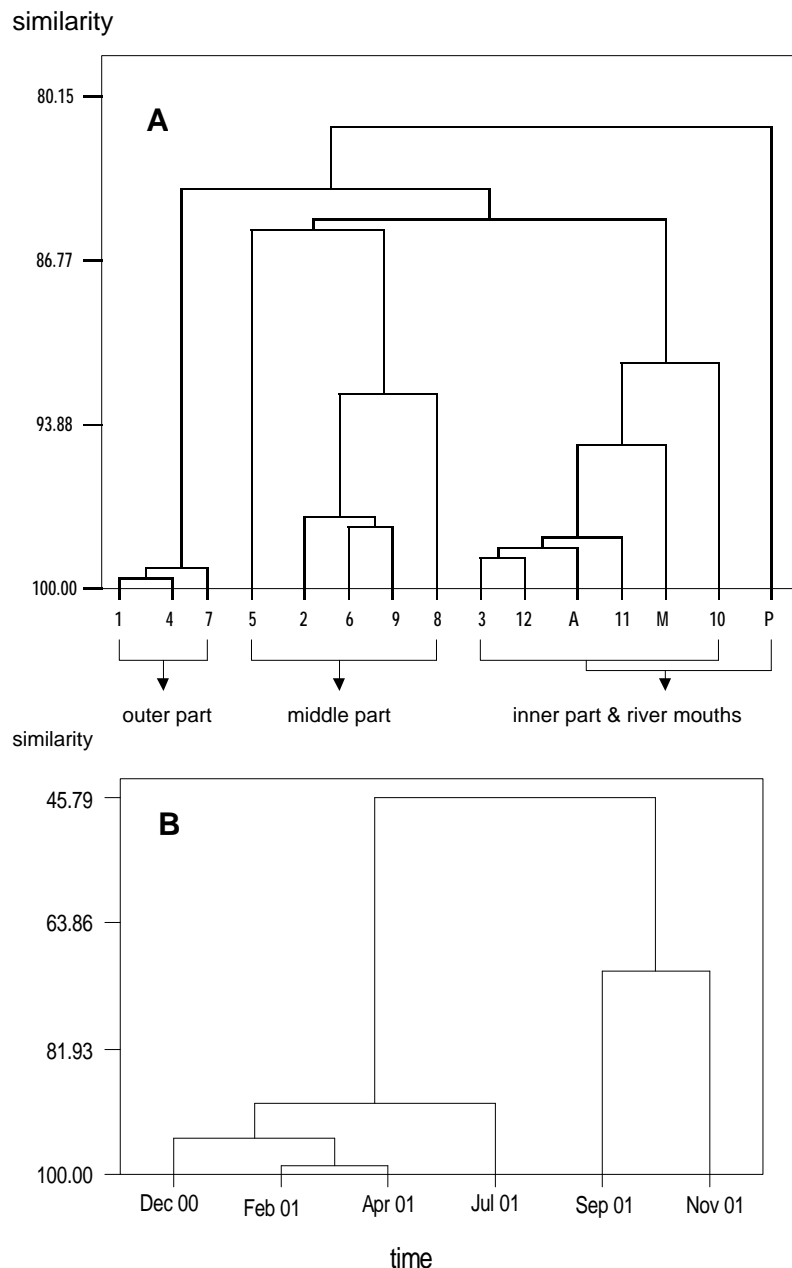 similarity
80.15
A
86.77
93.88
100.00
1 4 7 5 2 6 9 8 3 12 A 11 M 10 P
outer part middle part inner part & river mouths
similarity
45.79
B
63.86
81.93
100.00
Dec 00 Feb 01 Apr 01 Jul 01 Sep 01 Nov 01
time